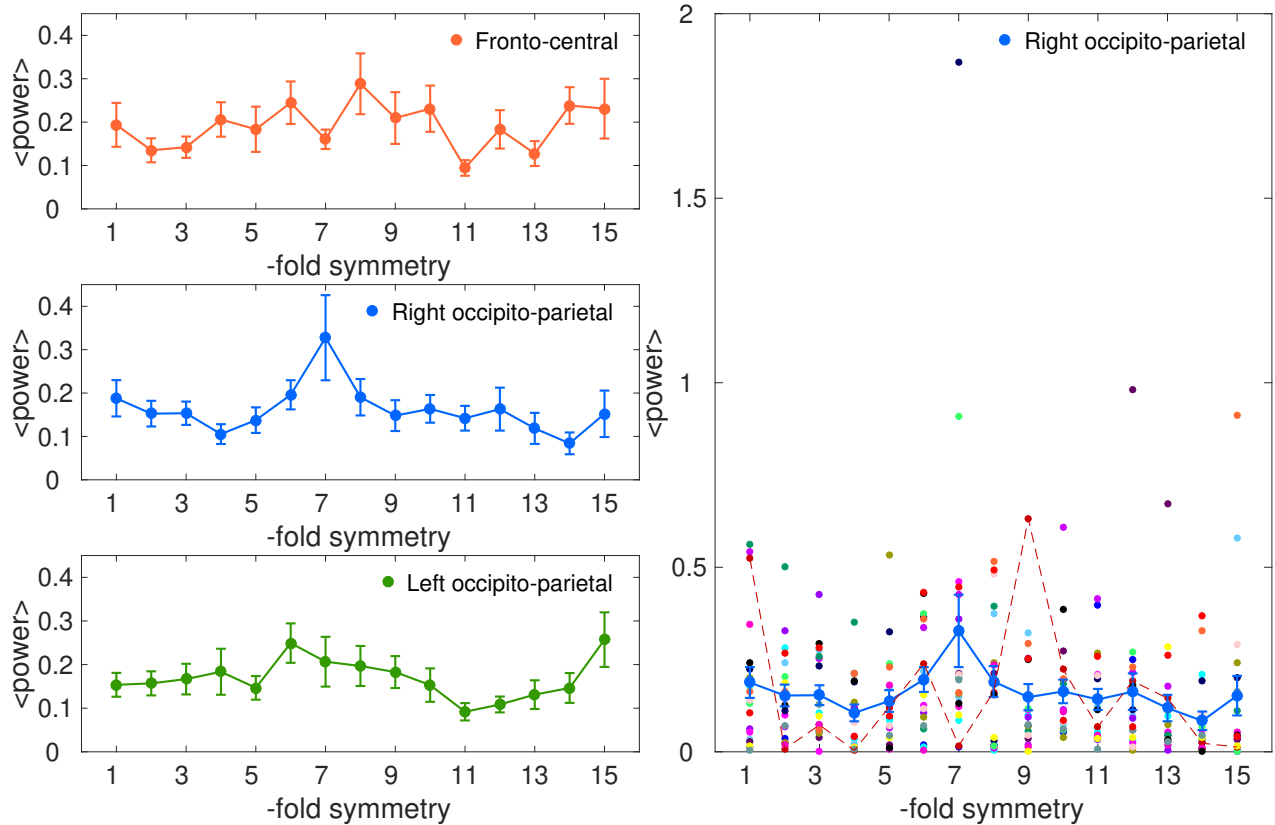 0.4
0.3
0.2
0.1
0
<power>
Fronto-central
1 3 5 7 9 11 13 15
-fold symmetry
0.4
0.3
0.2
0.1
0
<power>
Right occipito-parietal
1 3 5 7 9 11 13 15
-fold symmetry
0.4
0.3
0.2
0.1
0
<power>
Left occipito-parietal
1 3 5 7 9 11 13 15
-fold symmetry
2
1.5
1
0.5
0
<power>
Right occipito-parietal
1 3 5 7 9 11 13 15
-fold symmetry